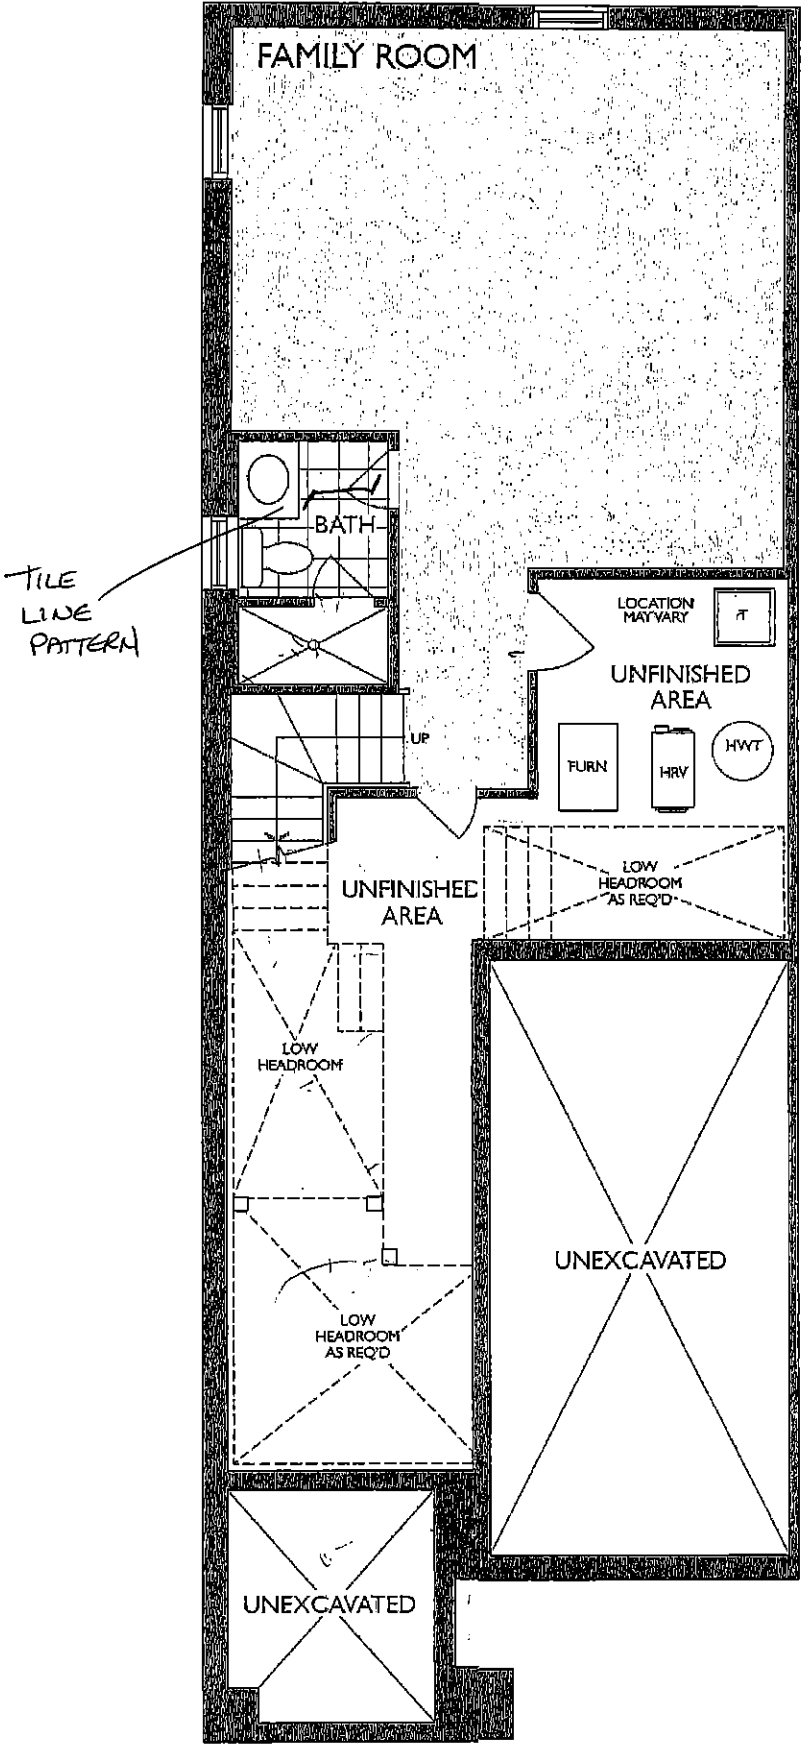 FAMILY ROOM
BATH
TILE
LINE
PATTERN
LOCATION
MAY VARY
UNFINISHED
AREA
UP
FURN
HRV
HWT
LOW
HEADROOM
AS REQ'D
UNFINISHED
AREA
LOW
HEADROOM
UNEXCAVATED
LOW
HEADROOM
AS REQ'D
UNEXCAVATED